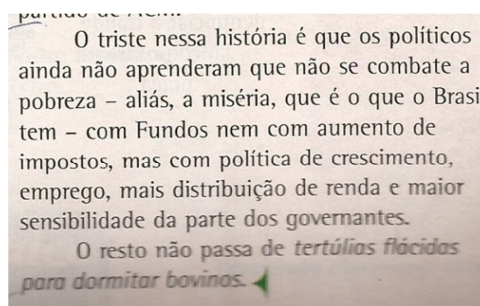 O triste nessa história é que os políticos
ainda não aprenderam que não se combate a
pobreza – aliás, a miséria, que é o que o Brasi
tem – com Fundos nem com aumento de
impostos, mas com política de crescimento,
emprego, mais distribuição de renda e maior
sensibilidade da parte dos governantes.
O resto não passa de tertúlias flácidas
para dormitar bovinos.